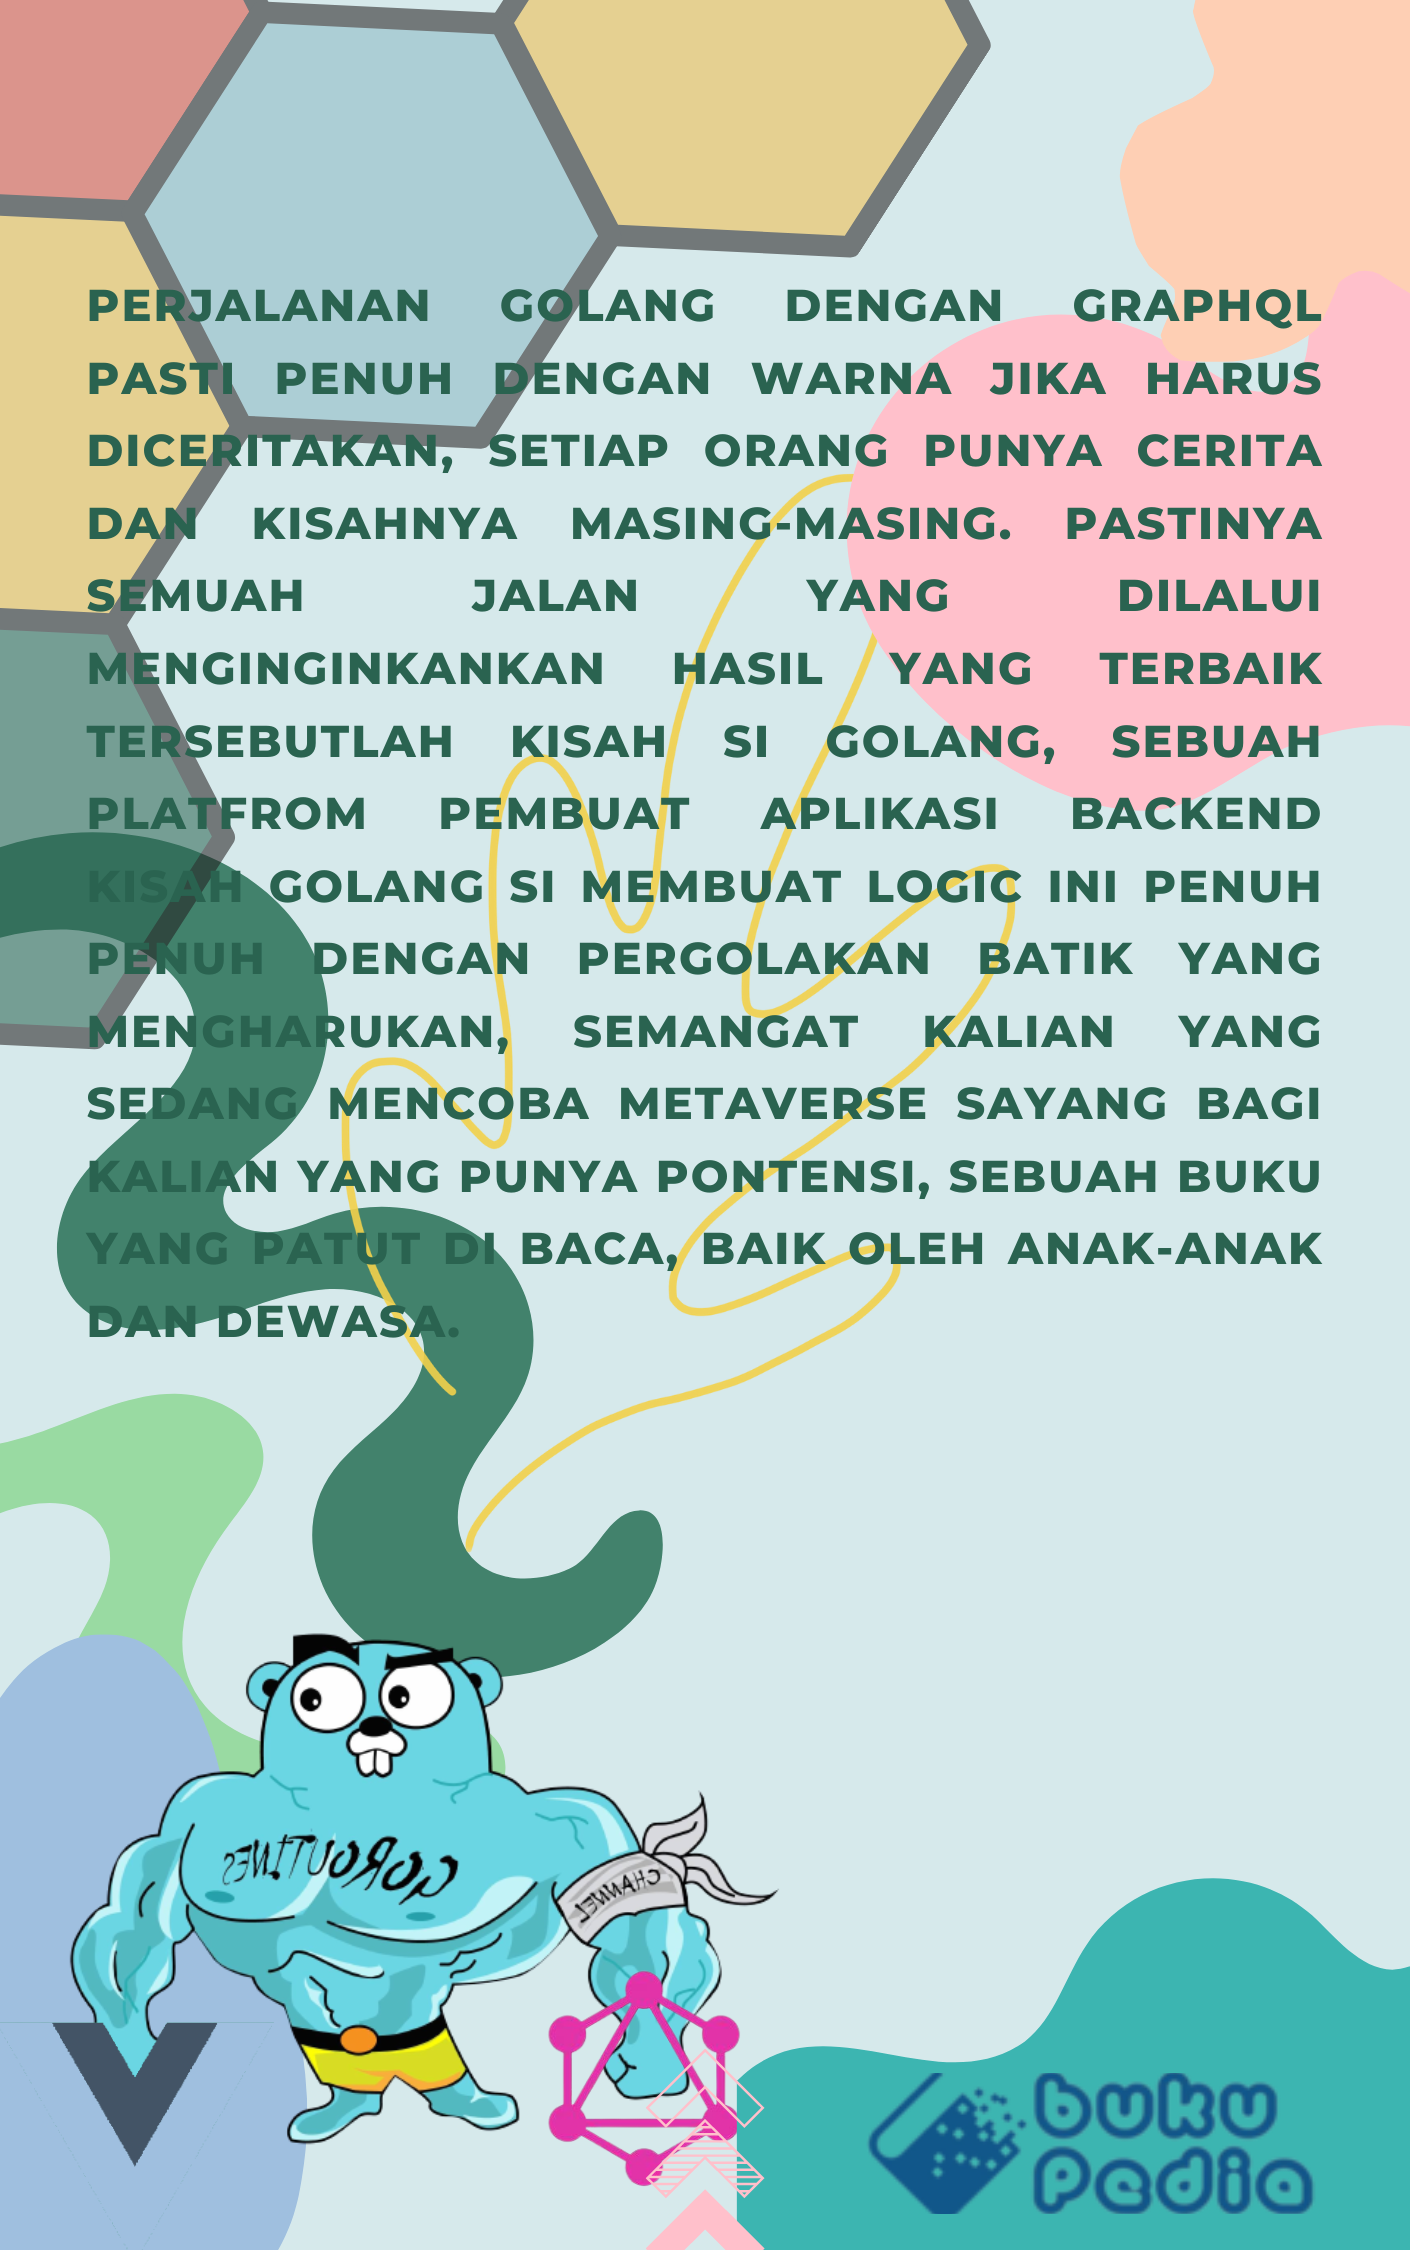 PERJALANAN GOLANG DENGAN GRAPHQL
PASTI PENUH DENGAN WARNA JIKA HARUS
DICERITAKAN, SETIAP ORANG PUNYA CERITA
DAN KISAHNYA MASING-MASING. PASTINYA
SEMUAH JALAN YANG DILALUI
MENGINGINKANKAN HASIL YANG TERBAIK
TERSEBUTLAH KISAH SI GOLANG, SEBUAH
PLATFROM PEMBUAT APLIKASI BACKEND
KISAH GOLANG SI MEMBUAT LOGIC INI PENUH
PENUH DENGAN PERGOLAKAN BATIK YANG
MENGHARUKAN, SEMANGAT KALIAN YANG
SEDANG MENCOBA METAVERSE SAYANG BAGI
KALIAN YANG PUNYA PONTENSI, SEBUAH BUKU
YANG PATUT DI BACA, BAIK OLEH ANAK-ANAK
DAN DEWASA.
GOROUTINES
CHANNEL
buku
Pedia